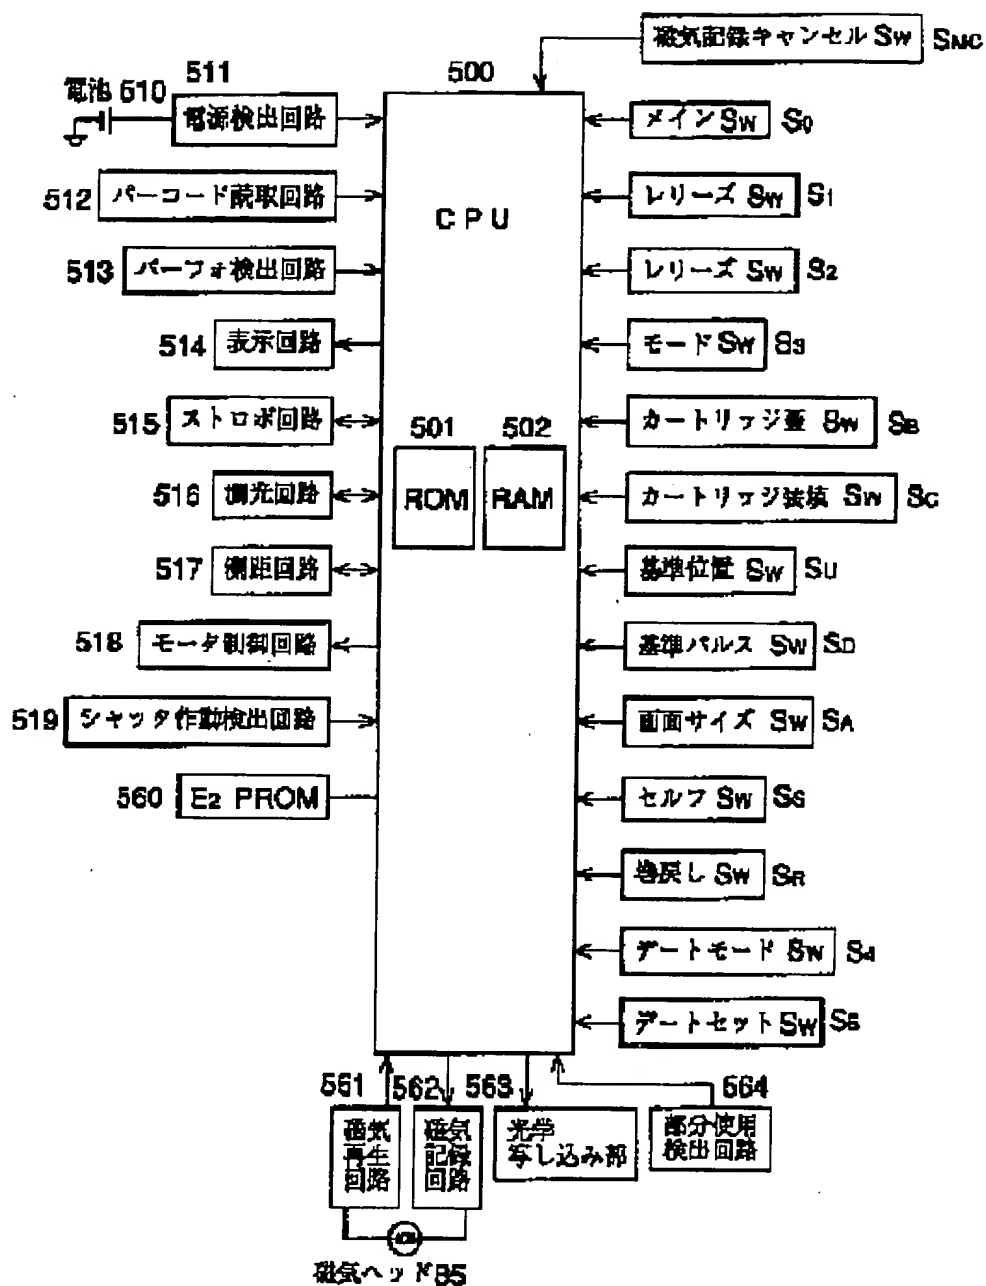 磁気記録キャンセル SW SMC
511
500
電池 510
電源検出回路
メイン SW S0
512 バーコード読取回路
CPU
レリーズ SW S1
513 パーフォ検出回路
レリーズ SW S2
514 表示回路
モード SW S3
515 ストロボ回路
501
502
カートリッジ蓋 SW SB
516 調光回路
ROM
RAM
カートリッジ装填 SW SC
517 測距回路
基準位置 SW SU
518 モータ制御回路
基準パルス SW SD
519 シャッタ作動検出回路
画面サイズ SW SA
560 E2 PROM
セルフ SW SS
巻戻し SW SR
デートモード SW S4
デートセット SW S5
561
562
563
564
磁気
再生
回路
磁気
記録
回路
光学
写し込み部
部分使用
検出回路
磁気ヘッド 85